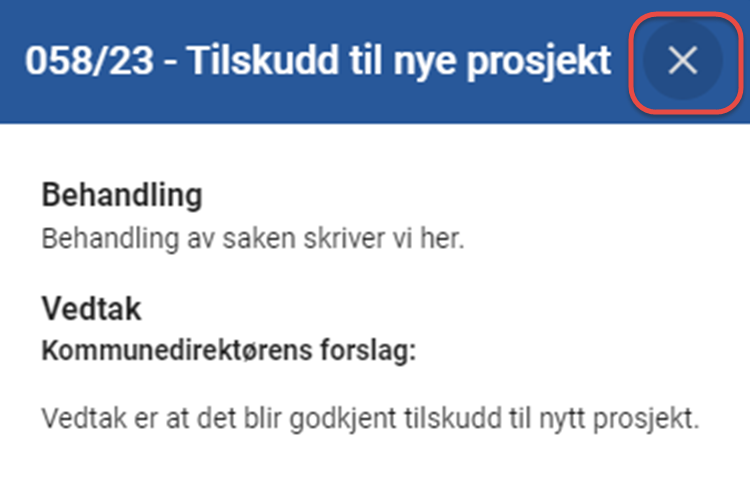 058/23 - Tilskudd til nye prosjekt
Behandling
Behandling av saken skriver vi her.
Vedtak
Kommunedirektørens forslag:
Vedtak er at det blir godkjent tilskudd til nytt prosjekt.